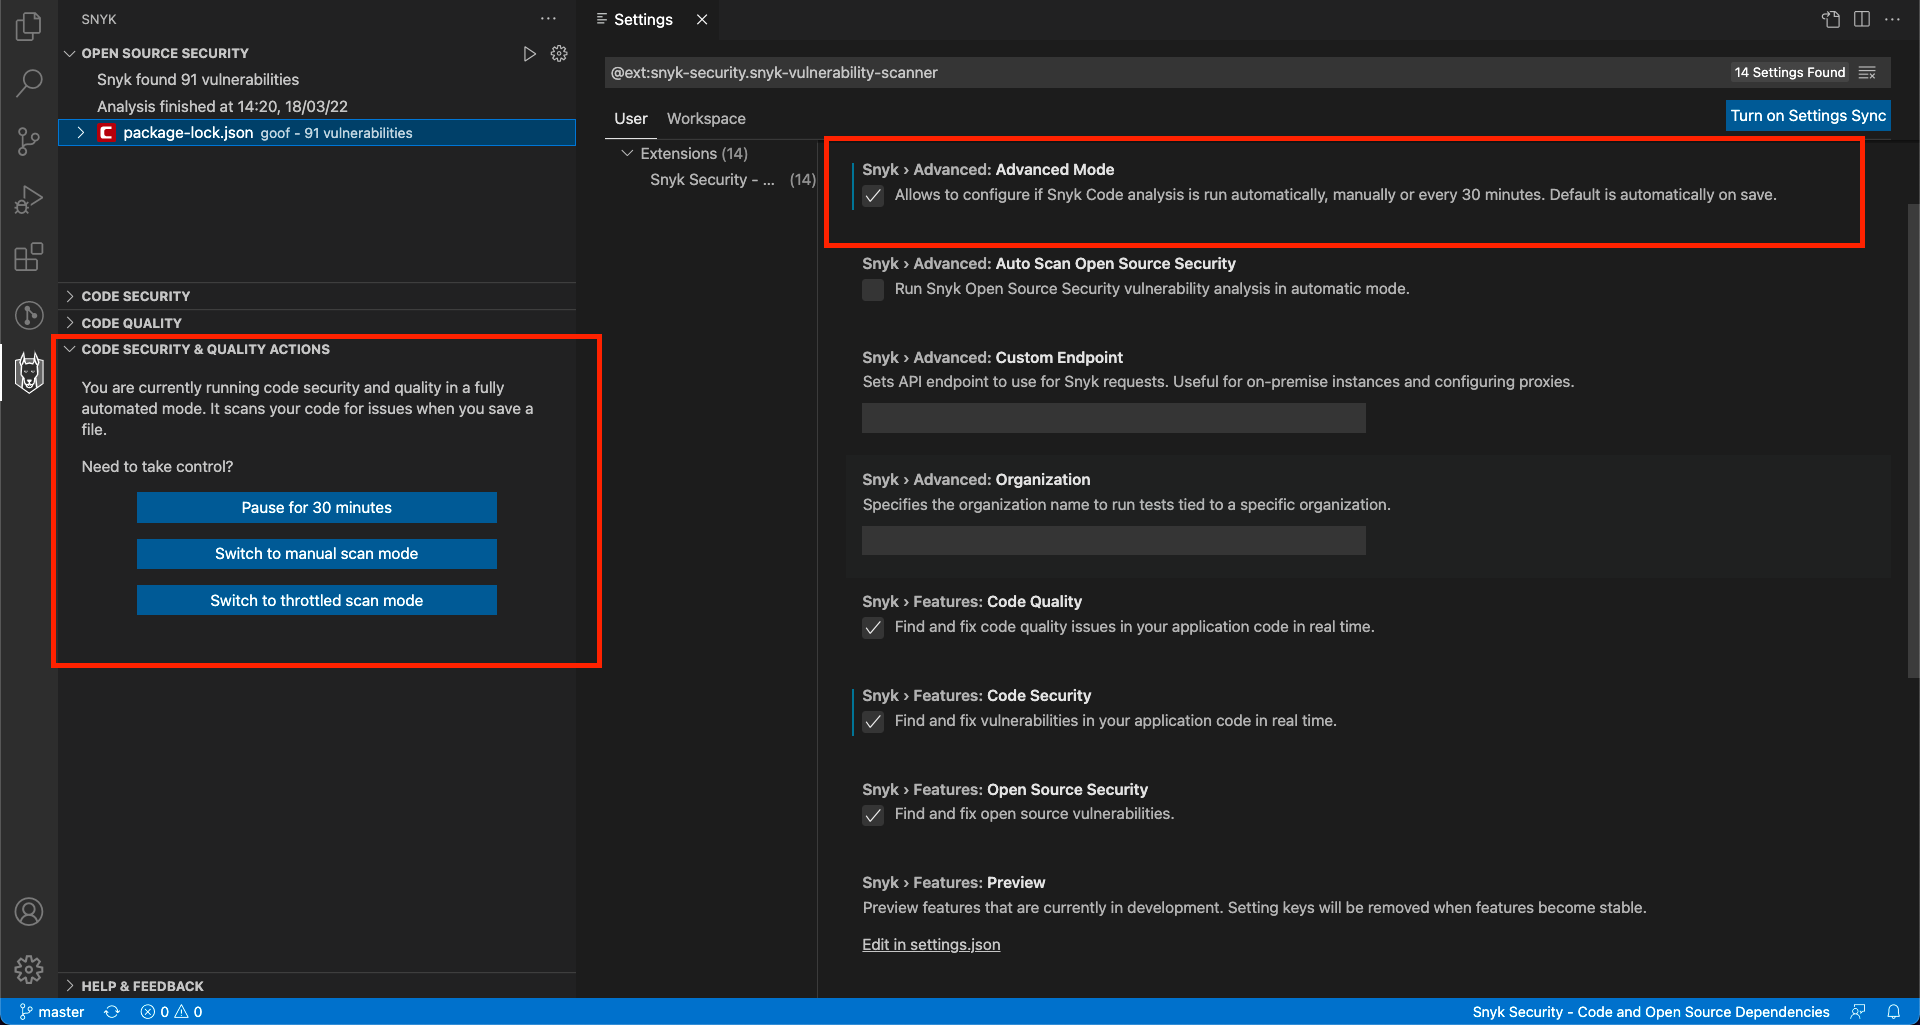 SNYK
OPEN SOURCE SECURITY
Snyk found 91 vulnerabilities
Analysis finished at 14:20, 18/03/22
package-lock.json goof - 91 vulnerabilities
CODE SECURITY
CODE QUALITY
CODE SECURITY & QUALITY ACTIONS
You are currently running code security and quality in a fully
automated mode. It scans your code for issues when you save a
file.
Need to take control?
Pause for 30 minutes
Switch to manual scan mode
Switch to throttled scan mode
HELP & FEEDBACK
Settings
@ext:snyk-security.snyk-vulnerability-scanner
14 Settings Found
User Workspace
Turn on Settings Sync
Extensions (14)
Snyk Security - ... (14)
Snyk › Advanced: Advanced Mode
Allows to configure if Snyk Code analysis is run automatically, manually or every 30 minutes. Default is automatically on save.
Snyk › Advanced: Auto Scan Open Source Security
Run Snyk Open Source Security vulnerability analysis in automatic mode.
Snyk › Advanced: Custom Endpoint
Sets API endpoint to use for Snyk requests. Useful for on-premise instances and configuring proxies.
Snyk › Advanced: Organization
Specifies the organization name to run tests tied to a specific organization.
Snyk › Features: Code Quality
Find and fix code quality issues in your application code in real time.
Snyk › Features: Code Security
Find and fix vulnerabilities in your application code in real time.
Snyk › Features: Open Source Security
Find and fix open source vulnerabilities.
Snyk › Features: Preview
Preview features that are currently in development. Setting keys will be removed when features become stable.
Edit in settings.json
master 0 0
Snyk Security - Code and Open Source Dependencies